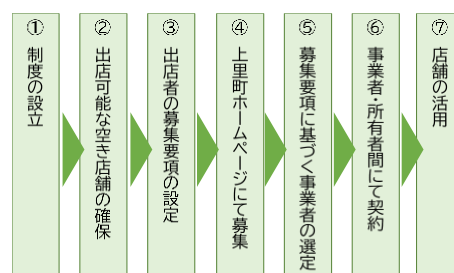 ①制度の設立
②出店可能な空き店舗の確保
③出店者の募集要項の設定
④上里町ホームページにて募集
⑤募集要項に基づく事業者の選定
⑥事業者・所有者間にて契約
⑦店舗の活用